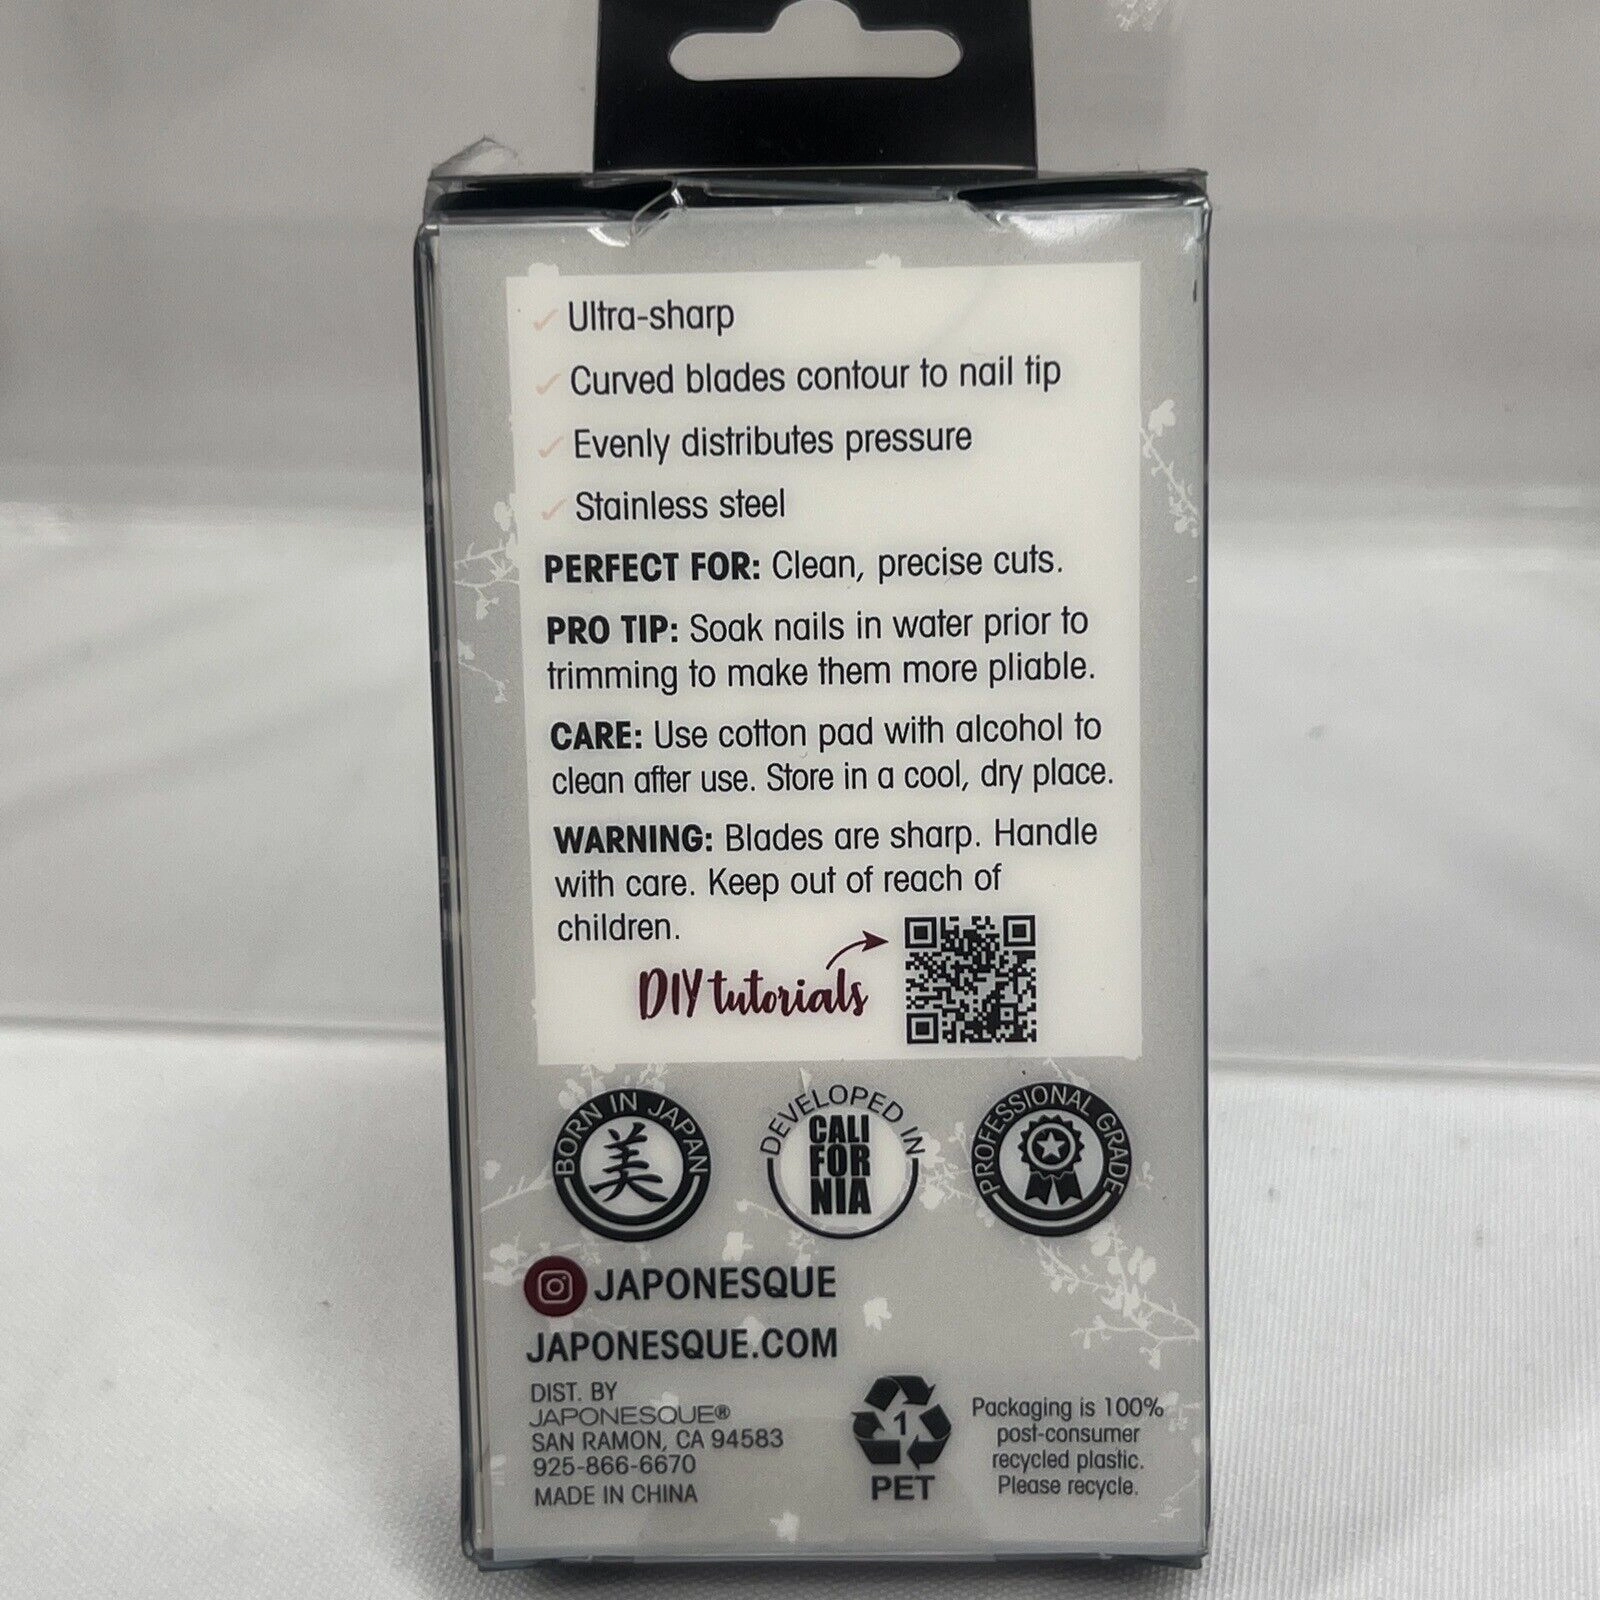 Ultra-sharp
Curved blades contour to nail tip
Evenly distributes pressure
Stainless steel
PERFECT FOR: Clean, precise cuts.
PRO TIP: Soak nails in water prior to
trimming to make them more pliable.
CARE: Use cotton pad with alcohol to
clean after use. Store in a cool, dry place.
WARNING: Blades are sharp. Handle
with care. Keep out of reach of
children.
DIY tutorials
BORN IN JAPAN
美
DEVELOPED IN
CALI
FOR
NIA
PROFESSIONAL GRADE
JAPONESQUE
JAPONESQUE.COM
DIST. BY
JAPONESQUE®
SAN RAMON, CA 94583
925-866-6670
MADE IN CHINA
1
PET
Packaging is 100%
post-consumer
recycled plastic.
Please recycle.